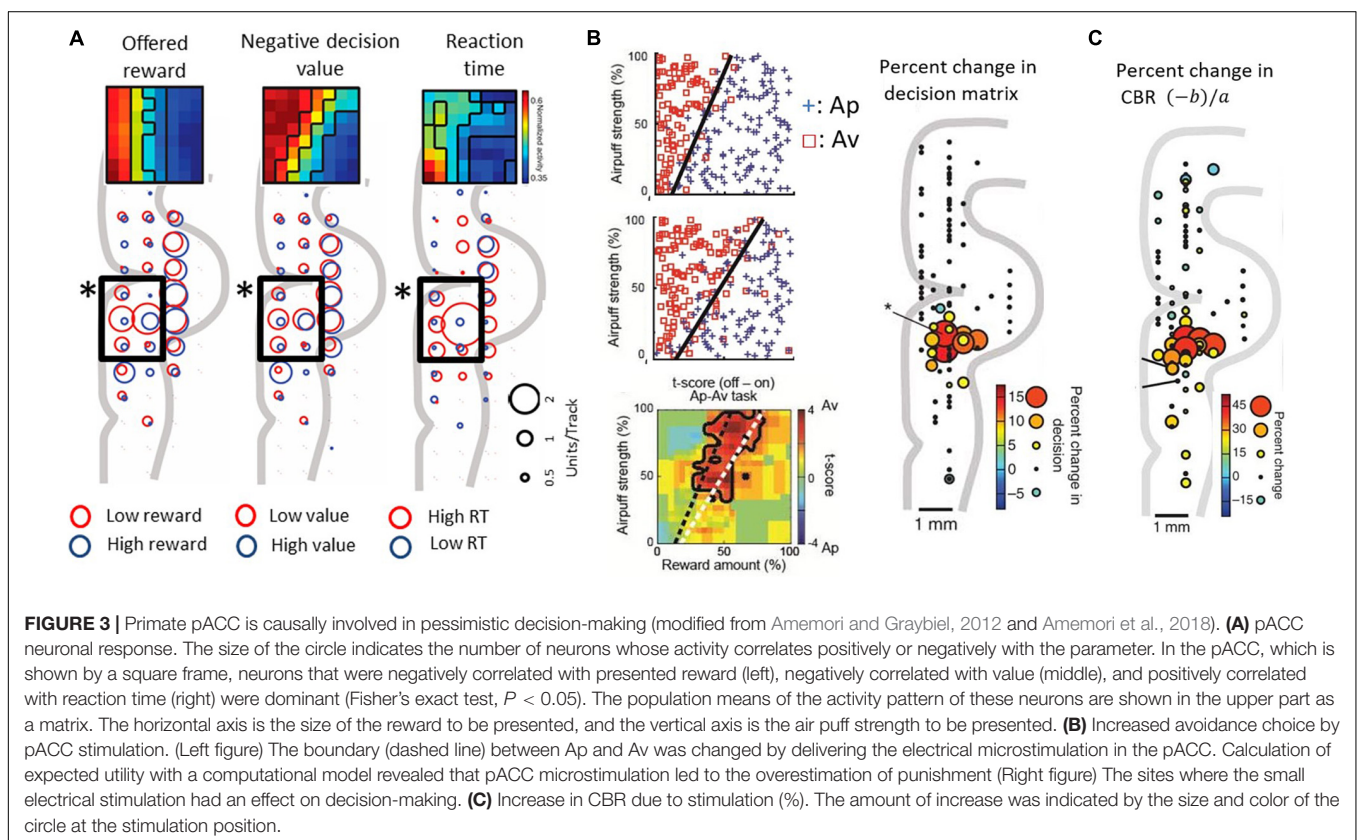 A
Offered
reward
Negative decision
value
Reaction
time
0.6
Normalized activity
0.35
*
*
*
2
1
0.5
Units/Track
Low reward
High reward
Low value
High value
High RT
Low RT
B
100
50
0
Airpuff strength (%)
+: Ap
□: Av
100
50
0
Airpuff strength (%)
t-score (off – on)
Ap-Av task
100
50
0
Airpuff strength (%)
0
50
100
Reward amount (%)
Av
4
0
-4
Ap
t-score
Percent change in
decision matrix
*
15
10
5
0
−5
Percent change in
decision
1 mm
C
Percent change in
CBR (−b)/a
45
30
15
0
−15
Percent change
1 mm
FIGURE 3 | Primate pACC is causally involved in pessimistic decision-making (modified from Amemori and Graybiel, 2012 and Amemori et al., 2018). (A) pACC
neuronal response. The size of the circle indicates the number of neurons whose activity correlates positively or negatively with the parameter. In the pACC, which is
shown by a square frame, neurons that were negatively correlated with presented reward (left), negatively correlated with value (middle), and positively correlated
with reaction time (right) were dominant (Fisher's exact test, P < 0.05). The population means of the activity pattern of these neurons are shown in the upper part as
a matrix. The horizontal axis is the size of the reward to be presented, and the vertical axis is the air puff strength to be presented. (B) Increased avoidance choice by
pACC stimulation. (Left figure) The boundary (dashed line) between Ap and Av was changed by delivering the electrical microstimulation in the pACC. Calculation of
expected utility with a computational model revealed that pACC microstimulation led to the overestimation of punishment (Right figure) The sites where the small
electrical stimulation had an effect on decision-making. (C) Increase in CBR due to stimulation (%). The amount of increase was indicated by the size and color of the
circle at the stimulation position.